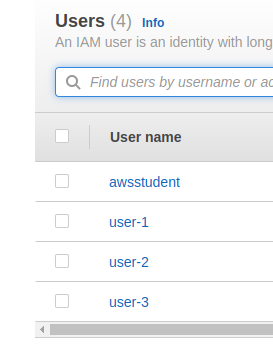 Users (4) Info
An IAM user is an identity with long
Find users by username or ac
User name
awsstudent
user-1
user-2
user-3